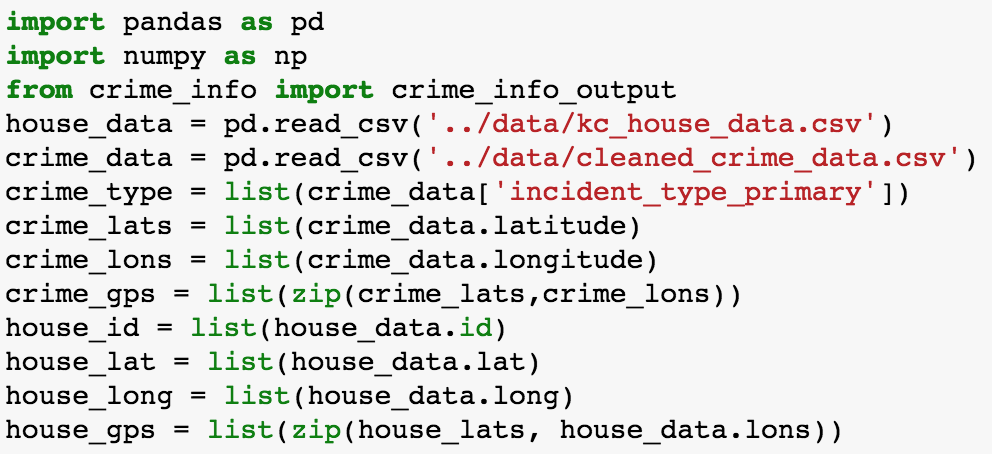 import pandas as pd
import numpy as np
from crime_info import crime_info_output
house_data = pd.read_csv('../data/kc_house_data.csv')
crime_data = pd.read_csv('../data/cleaned_crime_data.csv')
crime_type = list(crime_data['incident_type_primary'])
crime_lats = list(crime_data.latitude)
crime_lons = list(crime_data.longitude)
crime_gps = list(zip(crime_lats,crime_lons))
house_id = list(house_data.id)
house_lat = list(house_data.lat)
house_long = list(house_data.long)
house_gps = list(zip(house_lats, house_data.lons))